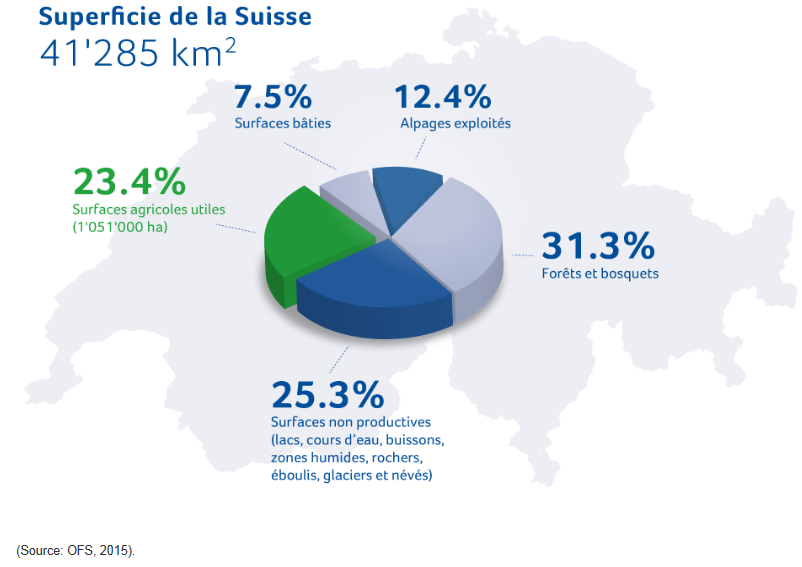 Superficie de la Suisse
41'285 km²
7.5%
Surfaces bâties
12.4%
Alpages exploités
23.4%
Surfaces agricoles utiles
(1'051'000 ha)
31.3%
Forêts et bosquets
25.3%
Surfaces non productives
(lacs, cours d'eau, buissons,
zones humides, rochers,
éboulis, glaciers et névés)
(Source: OFS, 2015).